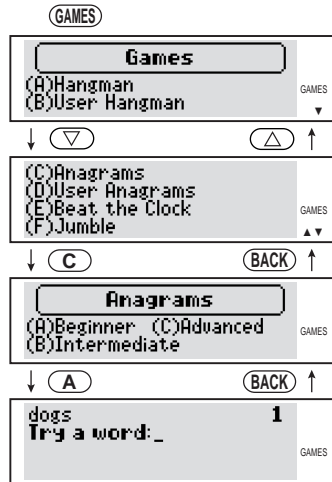 GAMES
Games
(A)Hangman
(B)User Hangman
GAMES
(C)Anagrams
(D)User Anagrams
(E)Beat the Clock
(F)Jumble
GAMES
C
BACK
Anagrams
(A)Beginner (C)Advanced
(B)Intermediate
GAMES
A
BACK
dogs 1
Try a word:_
GAMES